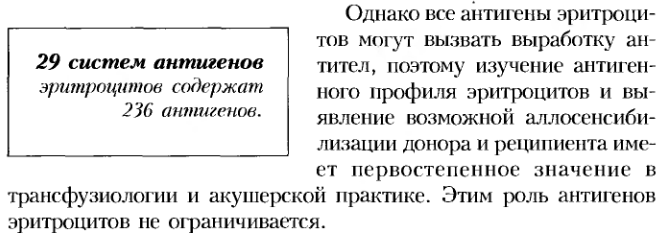 29 систем антигенов
эритроцитов содержат
236 антигенов.
Однако все антигены эритроци-
тов могут вызвать выработку ан-
тител, поэтому изучение антиген-
ного профиля эритроцитов и вы-
явление возможной аллосенсиби-
лизации донора и реципиента име-
ет первостепенное значение в
трансфузиологии и акушерской практике. Этим роль антигенов
эритроцитов не ограничивается.